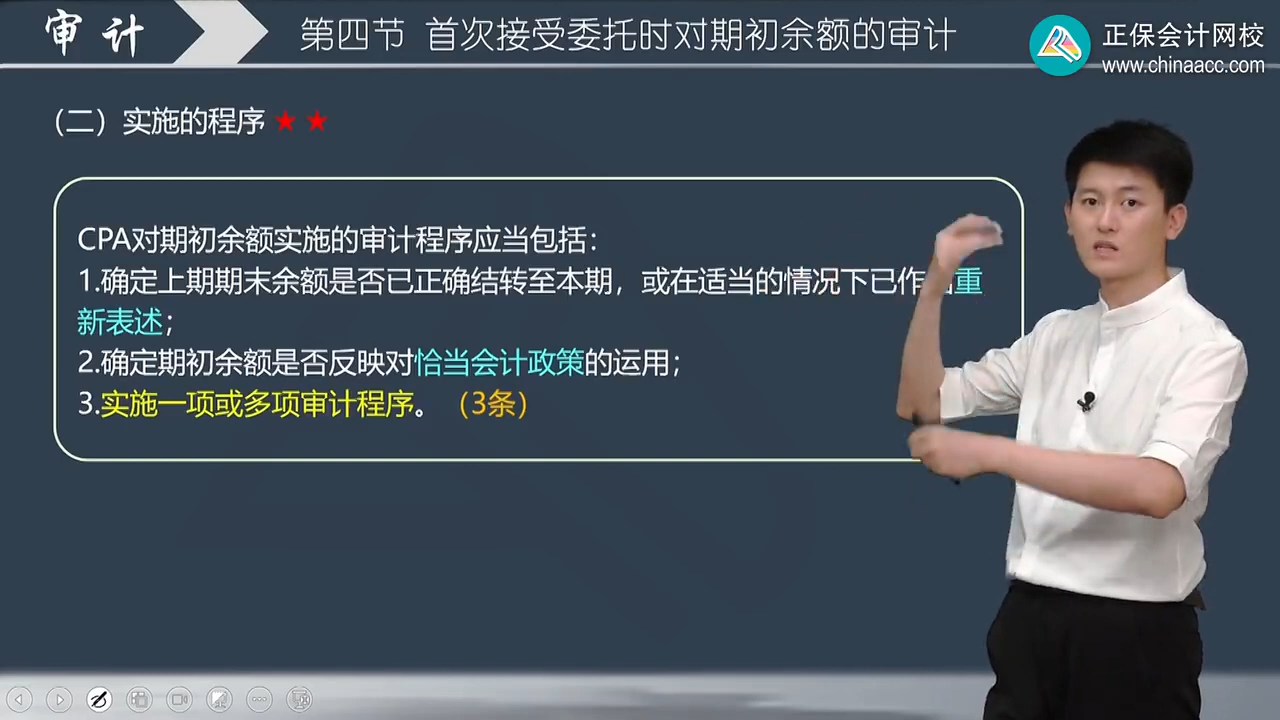 审计
第四节 首次接受委托时对期初余额的审计
正保会计网校
www.chinaacc.com
（二）实施的程序★★
CPA对期初余额实施的审计程序应当包括：
1.确定上期期末余额是否已正确结转至本期，或在适当的情况下已作 重
新表述；
2.确定期初余额是否反映对恰当会计政策的运用；
3.实施一项或多项审计程序。（3条）